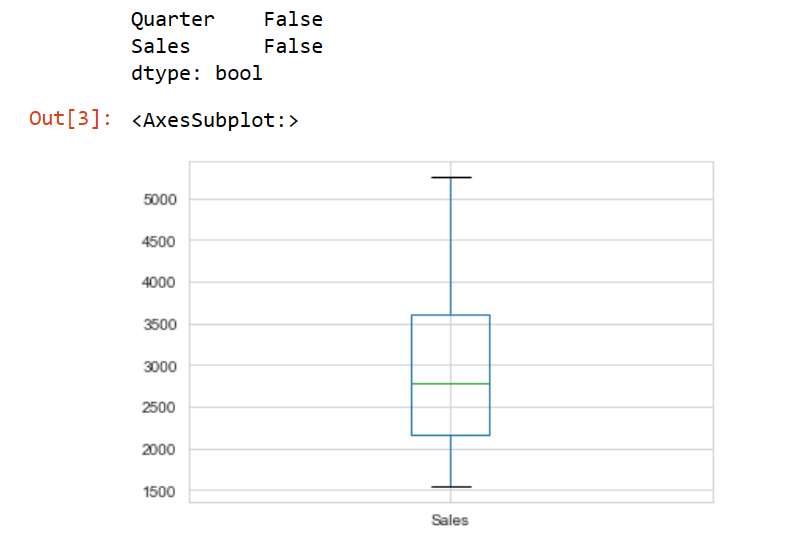 Quarter    False
Sales      False
dtype: bool
Out[3]: <AxesSubplot:>
5000
4500
4000
3500
3000
2500
2000
1500
Sales